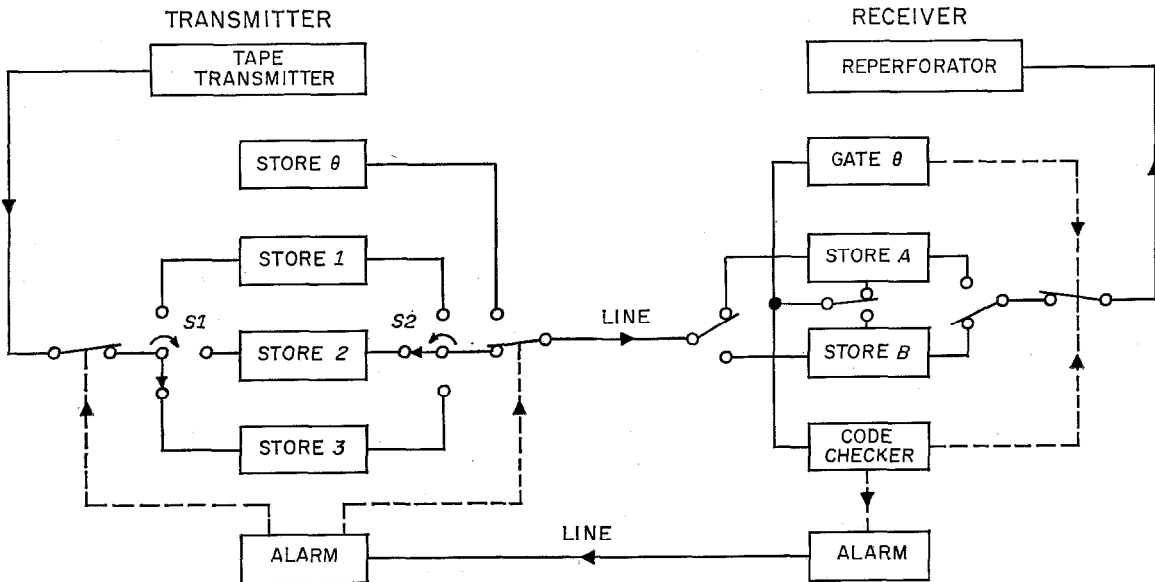 TRANSMITTER
TAPE
TRANSMITTER
STORE θ
STORE 1
S1
STORE 2
S2
STORE 3
ALARM
LINE
LINE
RECEIVER
REPERFORATOR
GATE θ
STORE A
STORE B
CODE
CHECKER
ALARM